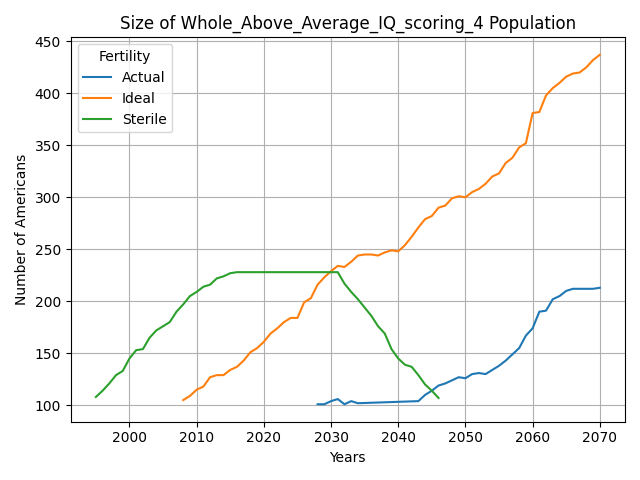 Size of Whole_Above_Average_IQ_scoring_4 Population
Fertility
Actual
Ideal
Sterile
Number of Americans
450
400
350
300
250
200
150
100
2000 2010 2020 2030 2040 2050 2060 2070
Years